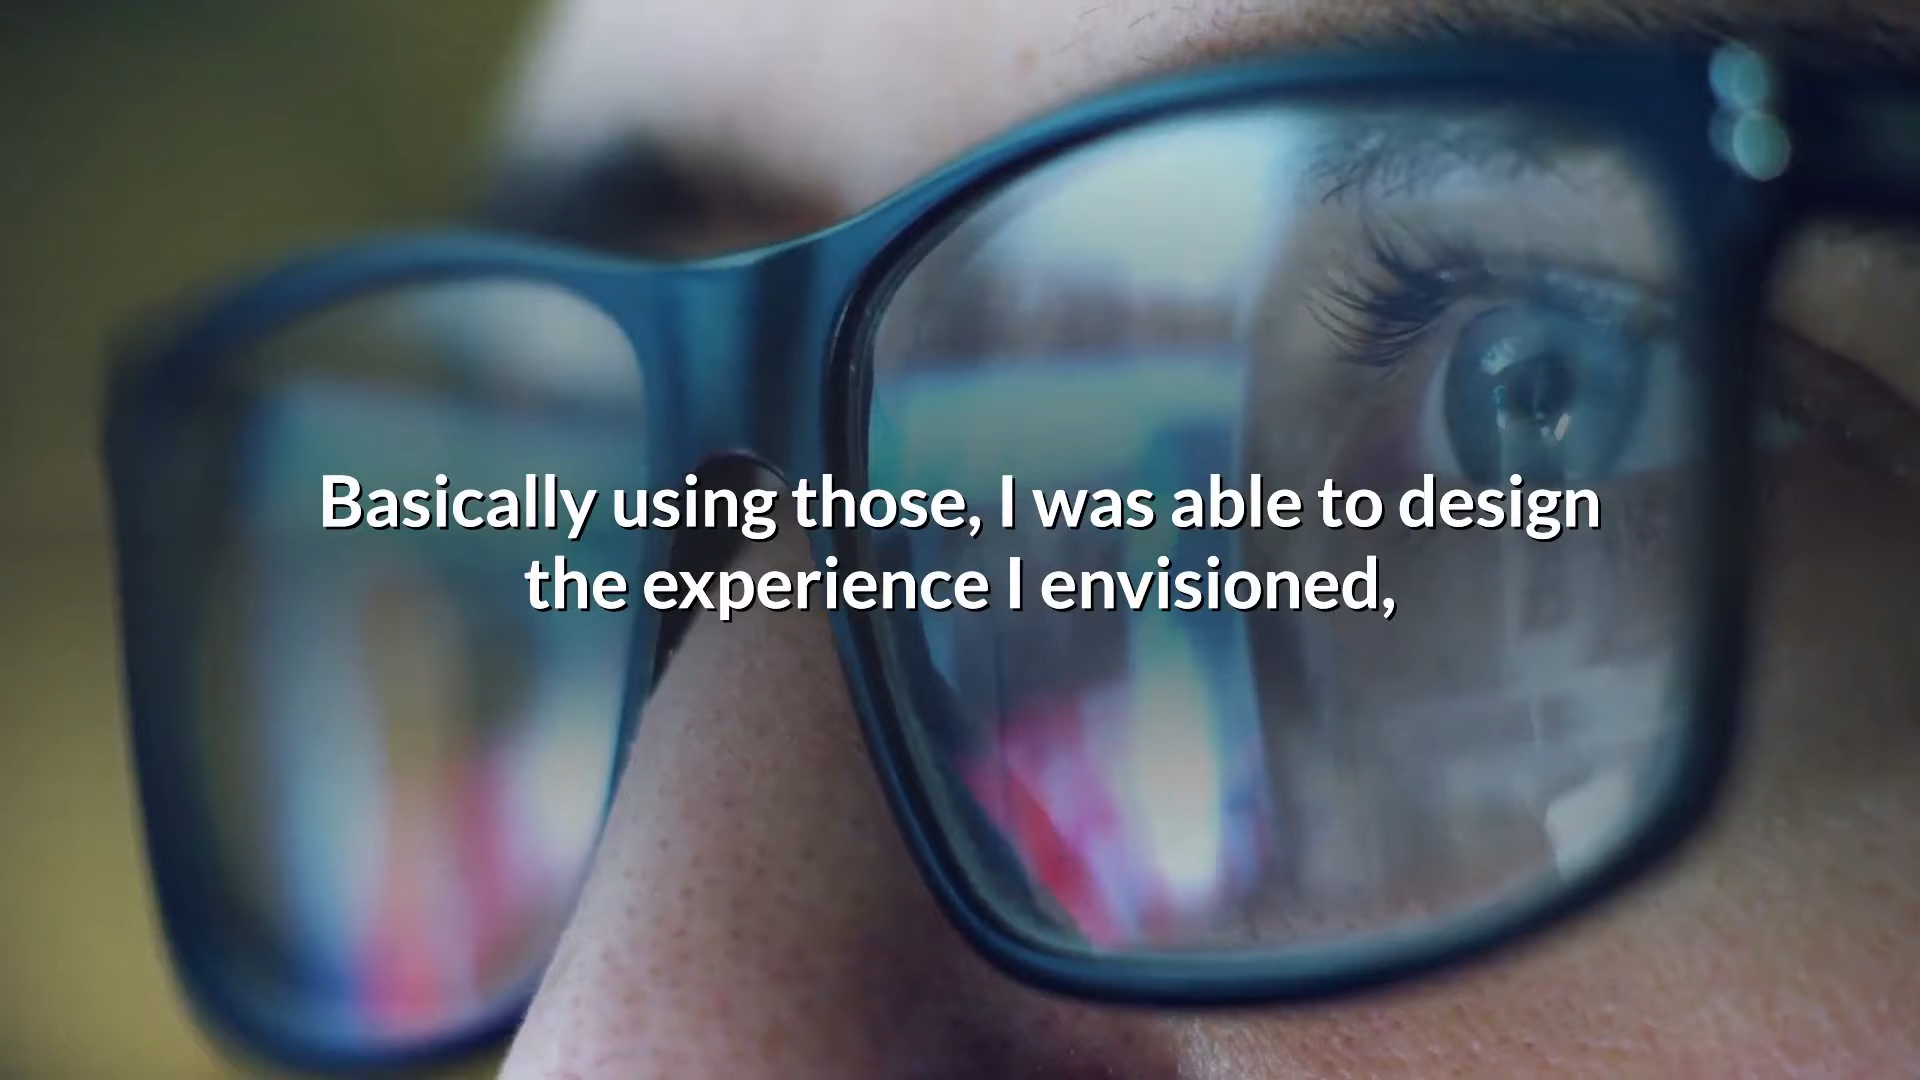 Basically using those, I was able to design
the experience I envisioned,